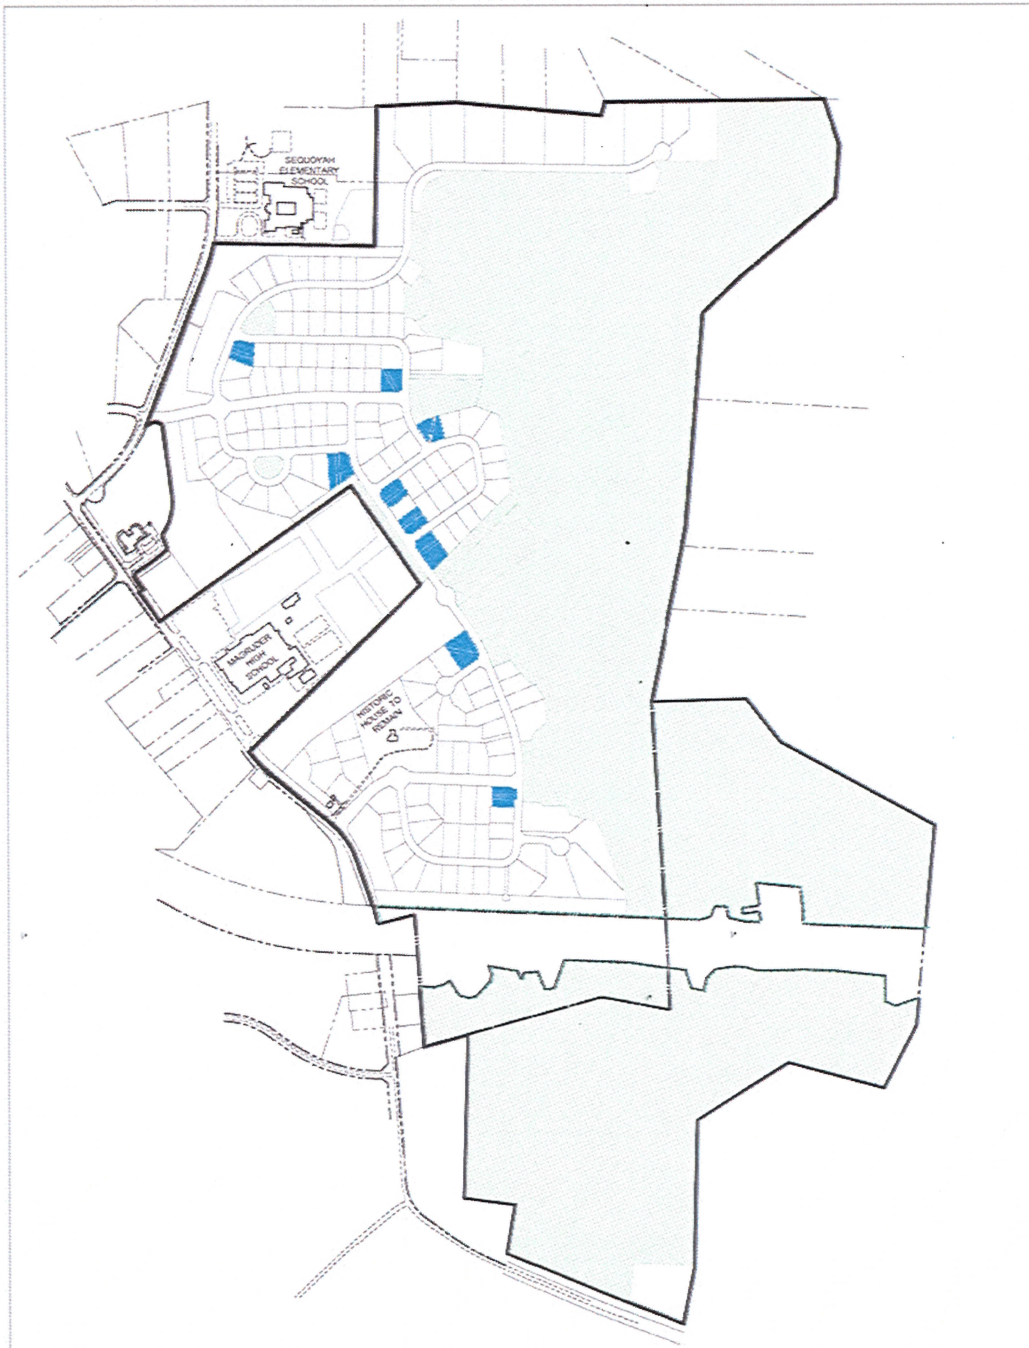 SEQUOYAH
ELEMENTARY
SCHOOL
MAGRUDER
HIGH
SCHOOL
HISTORIC
HOUSE TO
REMAIN